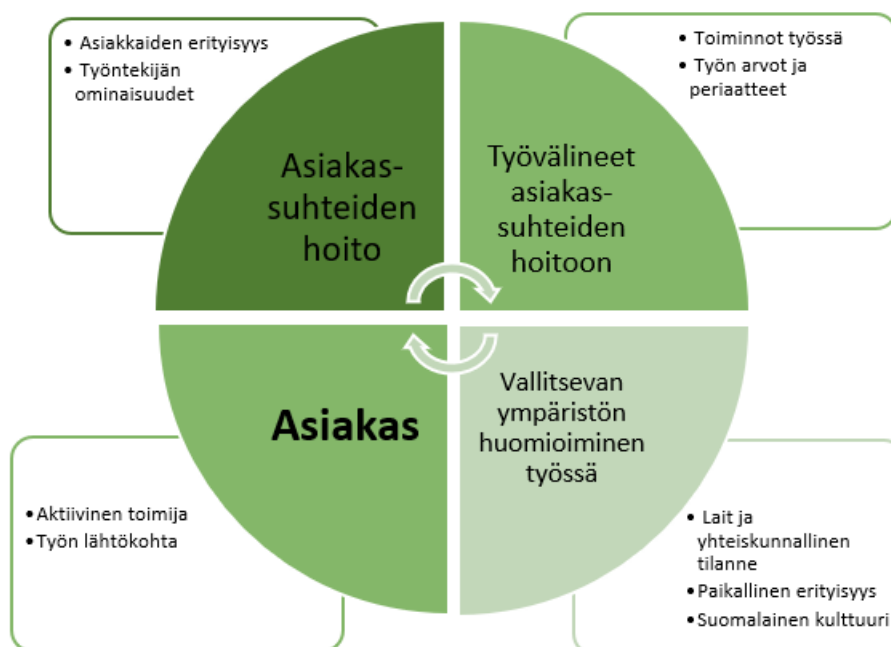 • Asiakkaiden erityisyys
• Työntekijän
ominaisuudet
• Toiminnot työssä
• Työn arvot ja
periaatteet
Asiakas-
suhteiden
hoito
Työvälineet
asiakas-
suhteiden
hoitoon
Asiakas
Vallitsevan
ympäristön
huomioiminen
työssä
•Aktiivinen toimija
•Työn lähtökohta
• Lait ja
yhteiskunnallinen
tilanne
•Paikallinen erityisyys
•Suomalainen kulttuuri